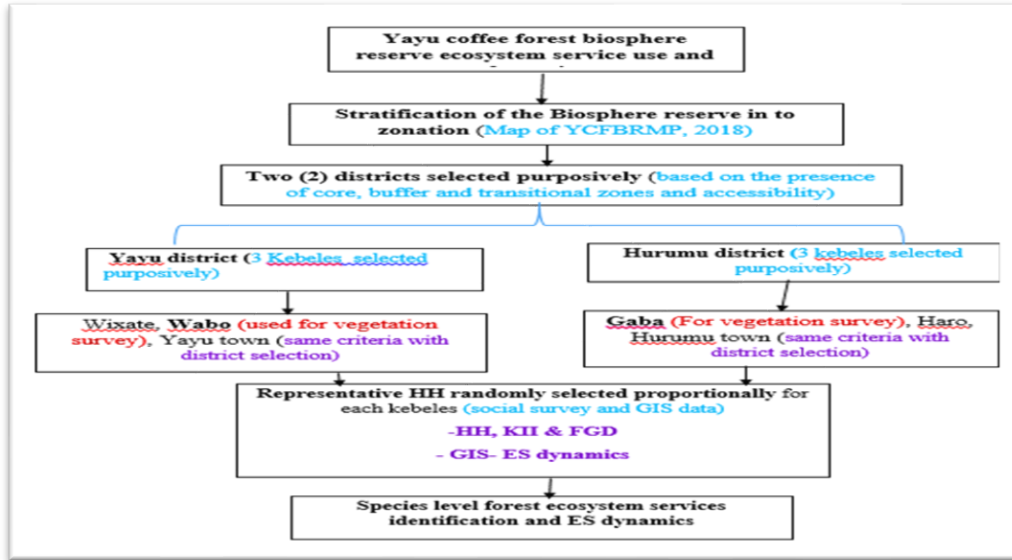 Yayu coffee forest biosphere
reserve ecosystem service use and
Stratification of the Biosphere reserve in to
zonation (Map of YCFBRMP, 2018)
Two (2) districts selected purposively (based on the presence
of core, buffer and transitional zones and accessibility)
Yayu district (3 Kebeles selected
purposively)
Hurumu district (3 kebeles selected
purposively)
Wixate, Wabo (used for vegetation
survey), Yayu town (same criteria with
district selection)
Gaba (For vegetation survey), Haro,
Hurumu town (same criteria with
district selection)
Representative HH randomly selected proportionally for
each kebeles (social survey and GIS data)
-HH, KII & FGD
- GIS- ES dynamics
Species level forest ecosystem services
identification and ES dynamics